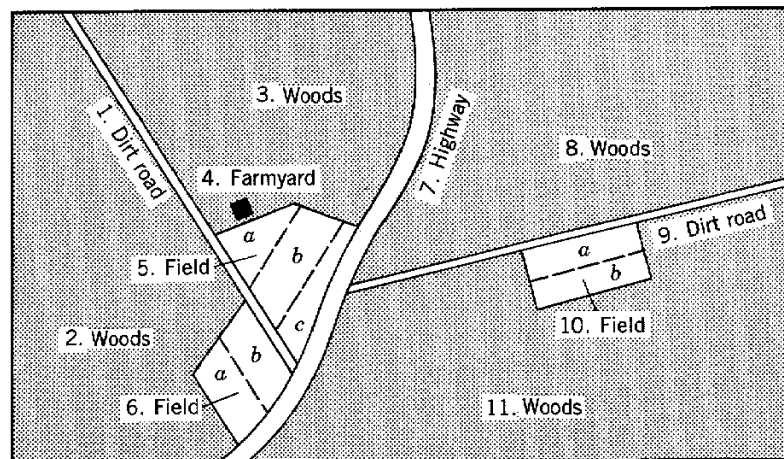 3. Woods
1. Dirt road
7. Highway
8. Woods
4. Farmyard
a
b
5. Field
9. Dirt road
a
b
c
10. Field
2. Woods
a
b
6. Field
11. Woods